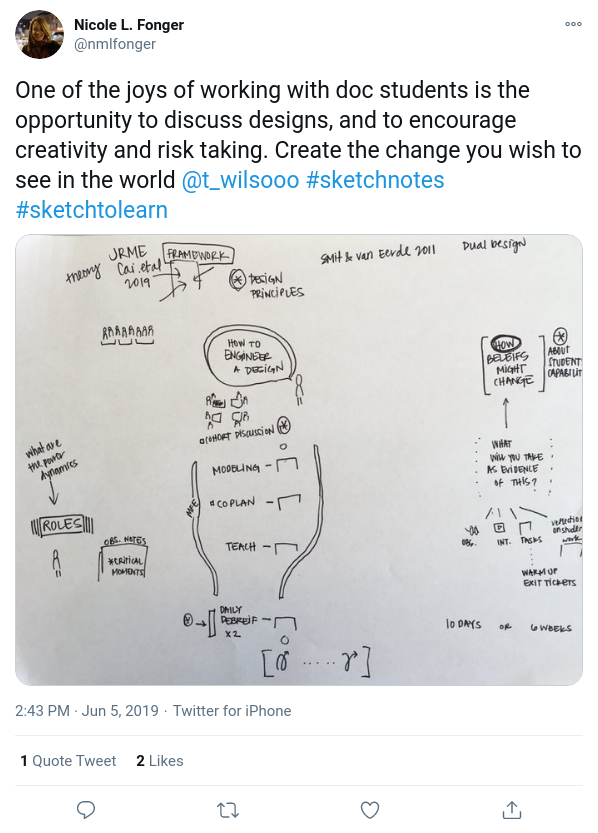 Nicole L. Fonger
@nmlfonger
One of the joys of working with doc students is the
opportunity to discuss designs, and to encourage
creativity and risk taking. Create the change you wish to
see in the world @t_wilsooo #sketchnotes
#sketchtolearn
theory
JRME
Cai.etal
2019
FRAMEWORK
DESIGN
PRINCIPLES
SMit & van Eerde 2011
Dual Design
HOW TO
ENGINEER
A DESIGN
HOW
BELEIFS
MIGHT
CHANGE
ABOUT
STUDENT
CAPABILIT
COHORT DISCUSSION
what are
the power
dynamics
ROLES
OBS. NOTES
*CRITICAL
MOMENTS
MODELING
COPLAN
TEACH
DAILY
DEBREIF
x2
WHAT
WILL YOU TAKE
AS EVIDENCE
OF THIS?
OBS.
INT.
TASKS
work
WARM UP
EXIT TICKETS
10 DAYS OR 6 WEEKS
2:43 PM · Jun 5, 2019 · Twitter for iPhone
1 Quote Tweet 2 Likes